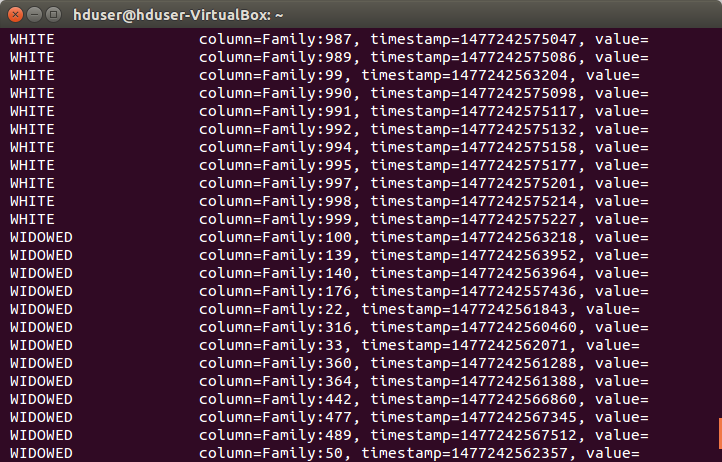 hduser@hduser-VirtualBox: ~
WHITE column=Family:987, timestamp=1477242575047, value=
WHITE column=Family:989, timestamp=1477242575086, value=
WHITE column=Family:99, timestamp=1477242563204, value=
WHITE column=Family:990, timestamp=1477242575098, value=
WHITE column=Family:991, timestamp=1477242575117, value=
WHITE column=Family:992, timestamp=1477242575132, value=
WHITE column=Family:994, timestamp=1477242575158, value=
WHITE column=Family:995, timestamp=1477242575177, value=
WHITE column=Family:997, timestamp=1477242575201, value=
WHITE column=Family:998, timestamp=1477242575214, value=
WHITE column=Family:999, timestamp=1477242575227, value=
WIDOWED column=Family:100, timestamp=1477242563218, value=
WIDOWED column=Family:139, timestamp=1477242563952, value=
WIDOWED column=Family:140, timestamp=1477242563964, value=
WIDOWED column=Family:176, timestamp=1477242557436, value=
WIDOWED column=Family:22, timestamp=1477242561843, value=
WIDOWED column=Family:316, timestamp=1477242560460, value=
WIDOWED column=Family:33, timestamp=1477242562071, value=
WIDOWED column=Family:360, timestamp=1477242561288, value=
WIDOWED column=Family:364, timestamp=1477242561388, value=
WIDOWED column=Family:442, timestamp=1477242566860, value=
WIDOWED column=Family:477, timestamp=1477242567345, value=
WIDOWED column=Family:489, timestamp=1477242567512, value=
WIDOWED column=Family:50, timestamp=1477242562357, value=